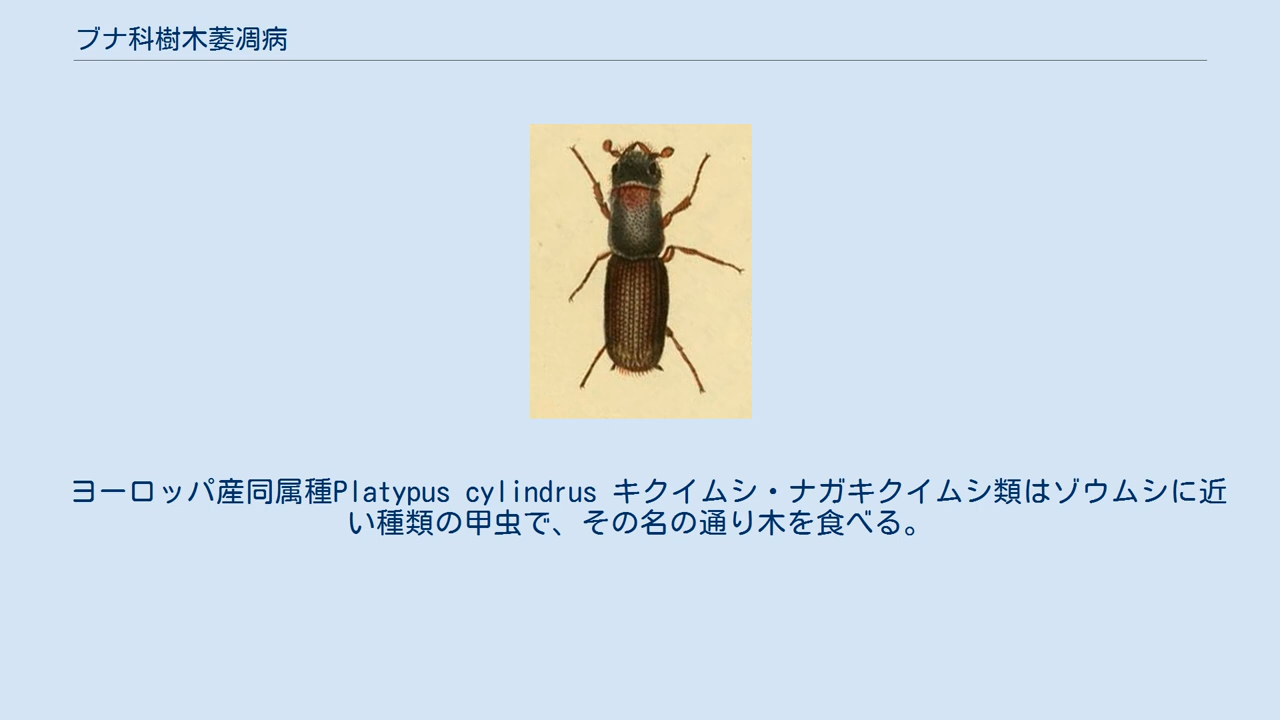 ブナ科樹木萎凋病
ヨーロッパ産同属種Platypus cylindrus キクイムシ・ナガキクイムシ類はゾウムシに近
い種類の甲虫で、その名の通り木を食べる。